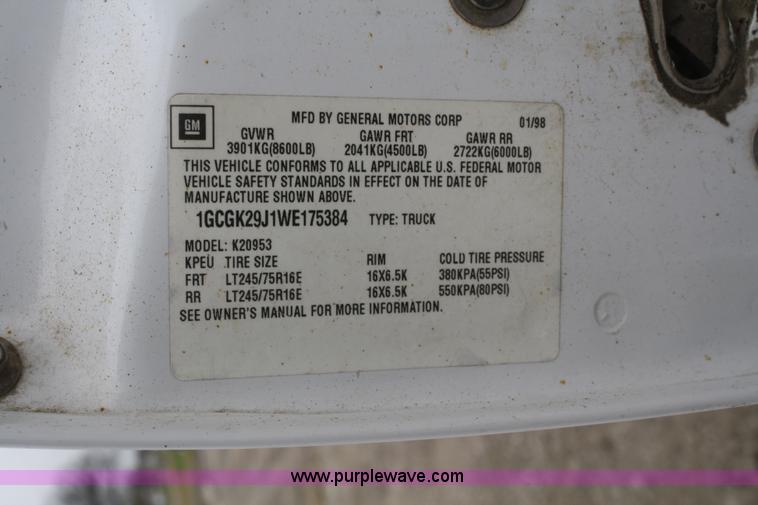 GM
MFD BY GENERAL MOTORS CORP 01/98
GVWR GAWR FRT GAWR RR
3901KG(8600LB) 2041KG(4500LB) 2722KG(6000LB)
THIS VEHICLE CONFORMS TO ALL APPLICABLE U.S. FEDERAL MOTOR
VEHICLE SAFETY STANDARDS IN EFFECT ON THE DATE OF
MANUFACTURE SHOWN ABOVE.
1GCGK29J1WE175384 TYPE: TRUCK
MODEL: K20953
KPEU TIRE SIZE RIM COLD TIRE PRESSURE
FRT LT245/75R16E 16X6.5K 380KPA(55PSI)
RR LT245/75R16E 16X6.5K 550KPA(80PSI)
SEE OWNER'S MANUAL FOR MORE INFORMATION.
www.purplewave.com